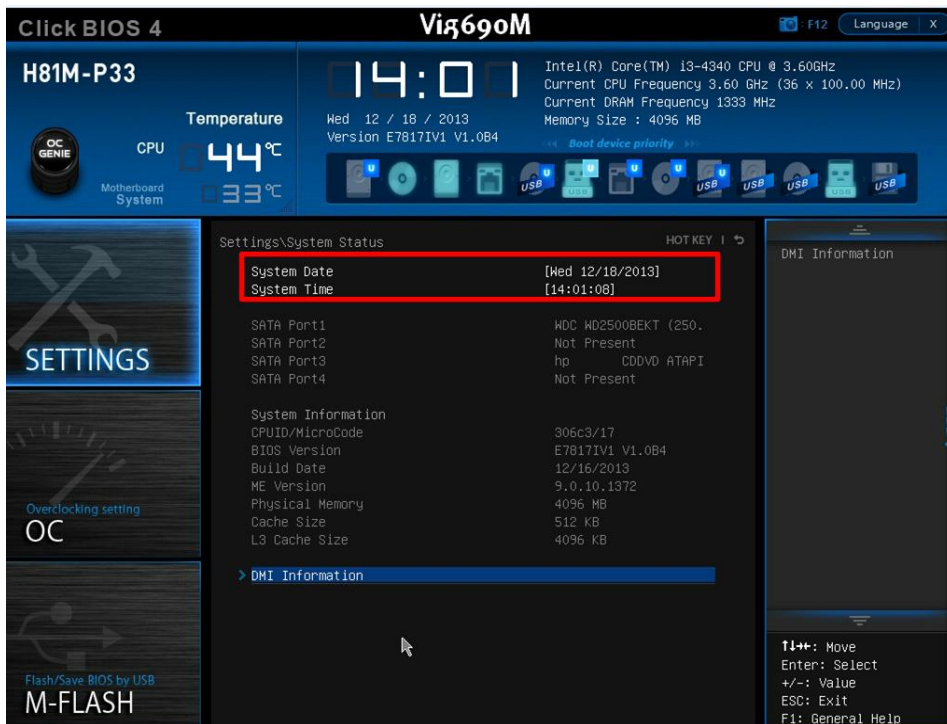 Click BIOS 4
Vig690M
: F12
Language
X
H81M-P33
14:01
Intel(R) Core(TM) i3-4340 CPU @ 3.60GHz
Current CPU Frequency 3.60 GHz (36 x 100.00 MHz)
Current DRAM Frequency 1333 MHz
Memory Size : 4096 MB
Wed 12 / 18 / 2013
Version E7817IV1 V1.0B4
Temperature
OC
GENIE
CPU
44°C
Motherboard
System
33°C
Boot device priority
U U U U U
USB USB USB USB USB USB USB
Settings\System Status
HOT KEY |
System Date [Wed 12/18/2013]
System Time [14:01:08]
SATA Port1 WDC WD2500BEKT (250.
SATA Port2 Not Present
SATA Port3 hp CDDVD ATAPI
SATA Port4 Not Present
System Information
CPUID/MicroCode 306c3/17
BIOS Version E7817IV1 V1.0B4
Build Date 12/16/2013
ME Version 9.0.10.1372
Physical Memory 4096 MB
Cache Size 512 KB
L3 Cache Size 4096 KB
> DMI Information
SETTINGS
Overclocking setting
OC
Flash/Save BIOS by USB
M-FLASH
DMI Information
↑↓→←: Move
Enter: Select
+/-: Value
ESC: Exit
F1: General Help